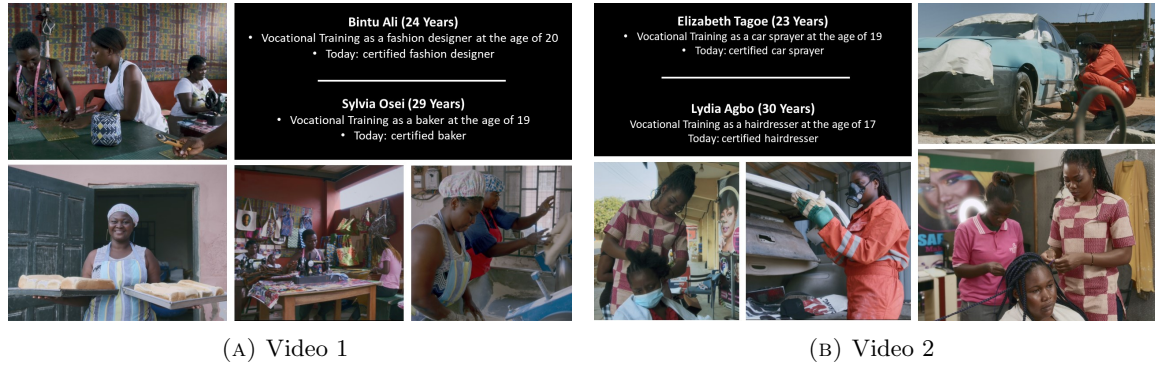 Bintu Ali (24 Years)
• Vocational Training as a fashion designer at the age of 20
• Today: certified fashion designer
Sylvia Osei (29 Years)
• Vocational Training as a baker at the age of 19
• Today: certified baker
Elizabeth Tagoe (23 Years)
• Vocational Training as a car sprayer at the age of 19
• Today: certified car sprayer
Lydia Agbo (30 Years)
Vocational Training as a hairdresser at the age of 17
Today: certified hairdresser
(A) Video 1
(B) Video 2